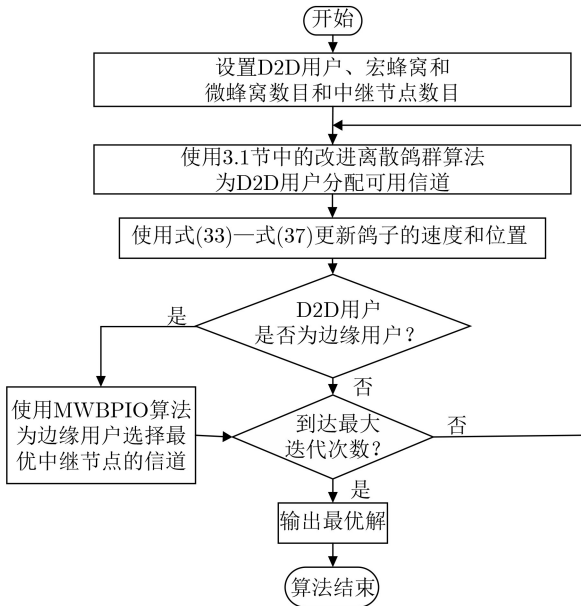 开始
设置D2D用户、宏蜂窝和
微蜂窝数目和中继节点数目
使用3.1节中的改进离散鸽群算法
为D2D用户分配可用信道
使用式(33)—式(37)更新鸽子的速度和位置
D2D用户
是否为边缘用户？
是
否
使用MWBPIO算法
为边缘用户选择最
优中继节点的信道
到达最大
迭代次数？
否
是
输出最优解
算法结束